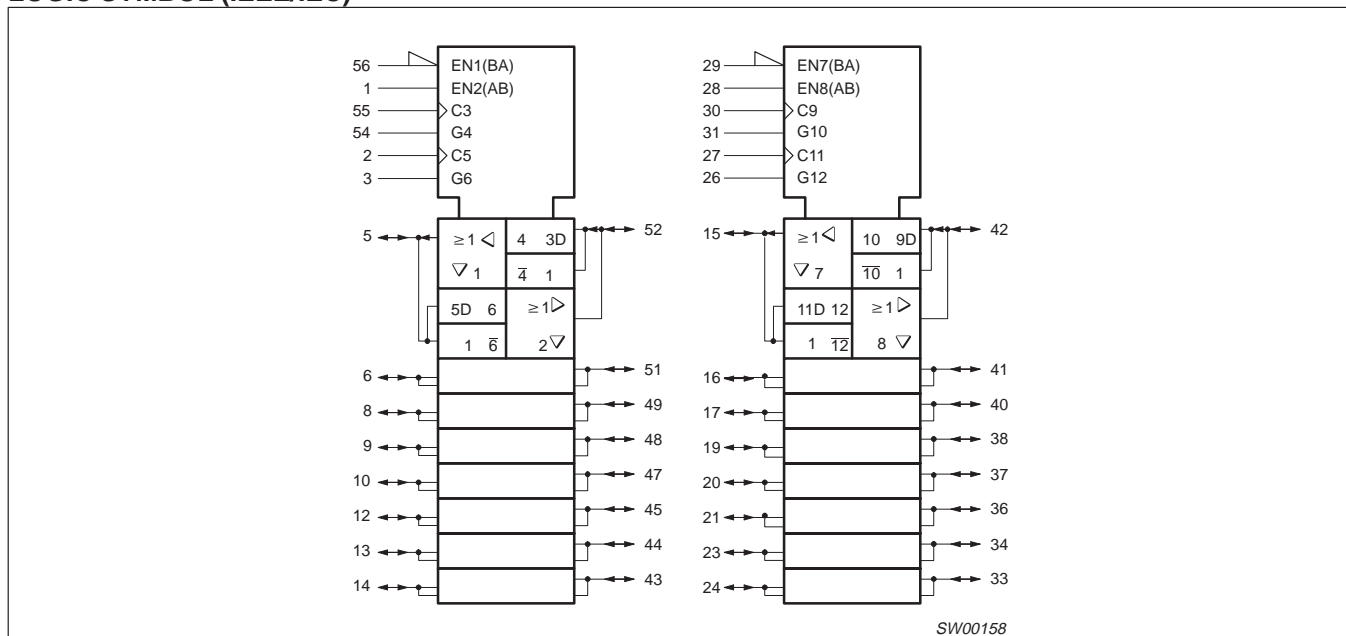 56 EN1(BA)
1 EN2(AB)
55 C3
54 G4
2 C5
3 G6
5 ≥1 4 3D 52
1 4̅ 1
5D 6 ≥1
1 6̅ 2
6 51
8 49
9 48
10 47
12 45
13 44
14 43
29 EN7(BA)
28 EN8(AB)
30 C9
31 G10
27 C11
26 G12
15 ≥1 10 9D 42
7 1̅0̅ 1
11D 12 ≥1
1 1̅2̅ 8
16 41
17 40
19 38
20 37
21 36
23 34
24 33
SW00158